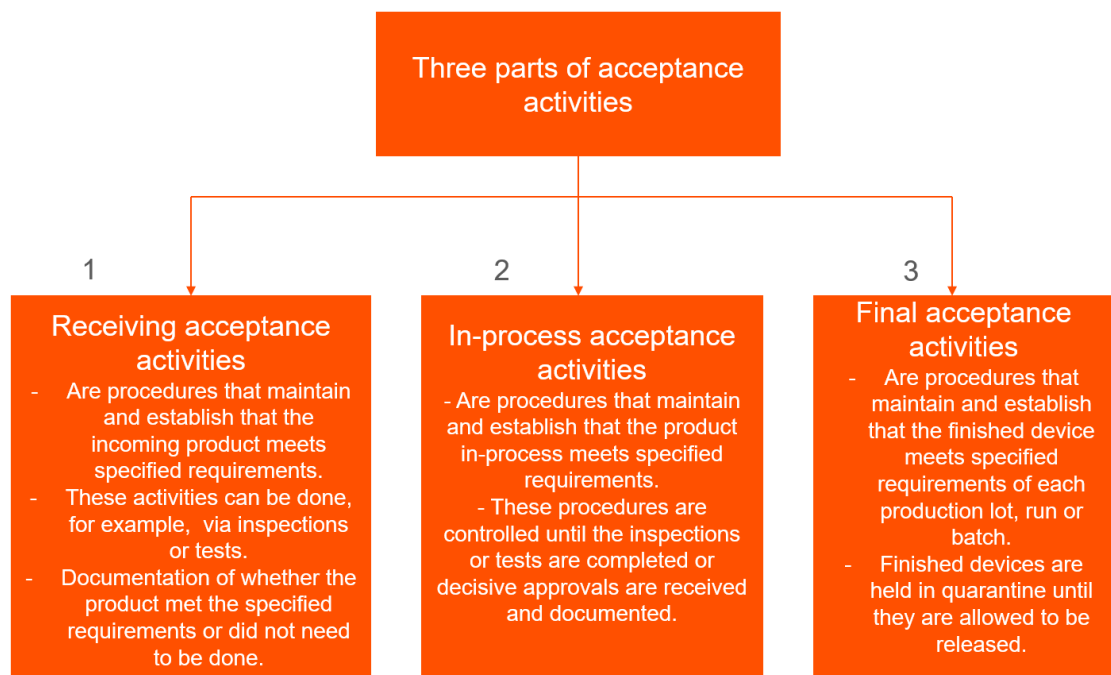 Three parts of acceptance
activities
1
Receiving acceptance
activities
- Are procedures that maintain
and establish that the
incoming product meets
specified requirements.
- These activities can be done,
for example, via inspections
or tests.
- Documentation of whether the
product met the specified
requirements or did not need
to be done.
2
In-process acceptance
activities
- Are procedures that maintain
and establish that the product
in-process meets specified
requirements.
- These procedures are
controlled until the inspections
or tests are completed or
decisive approvals are received
and documented.
3
Final acceptance
activities
- Are procedures that
maintain and establish
that the finished device
meets specified
requirements of each
production lot, run or
batch.
- Finished devices are
held in quarantine until
they are allowed to be
released.